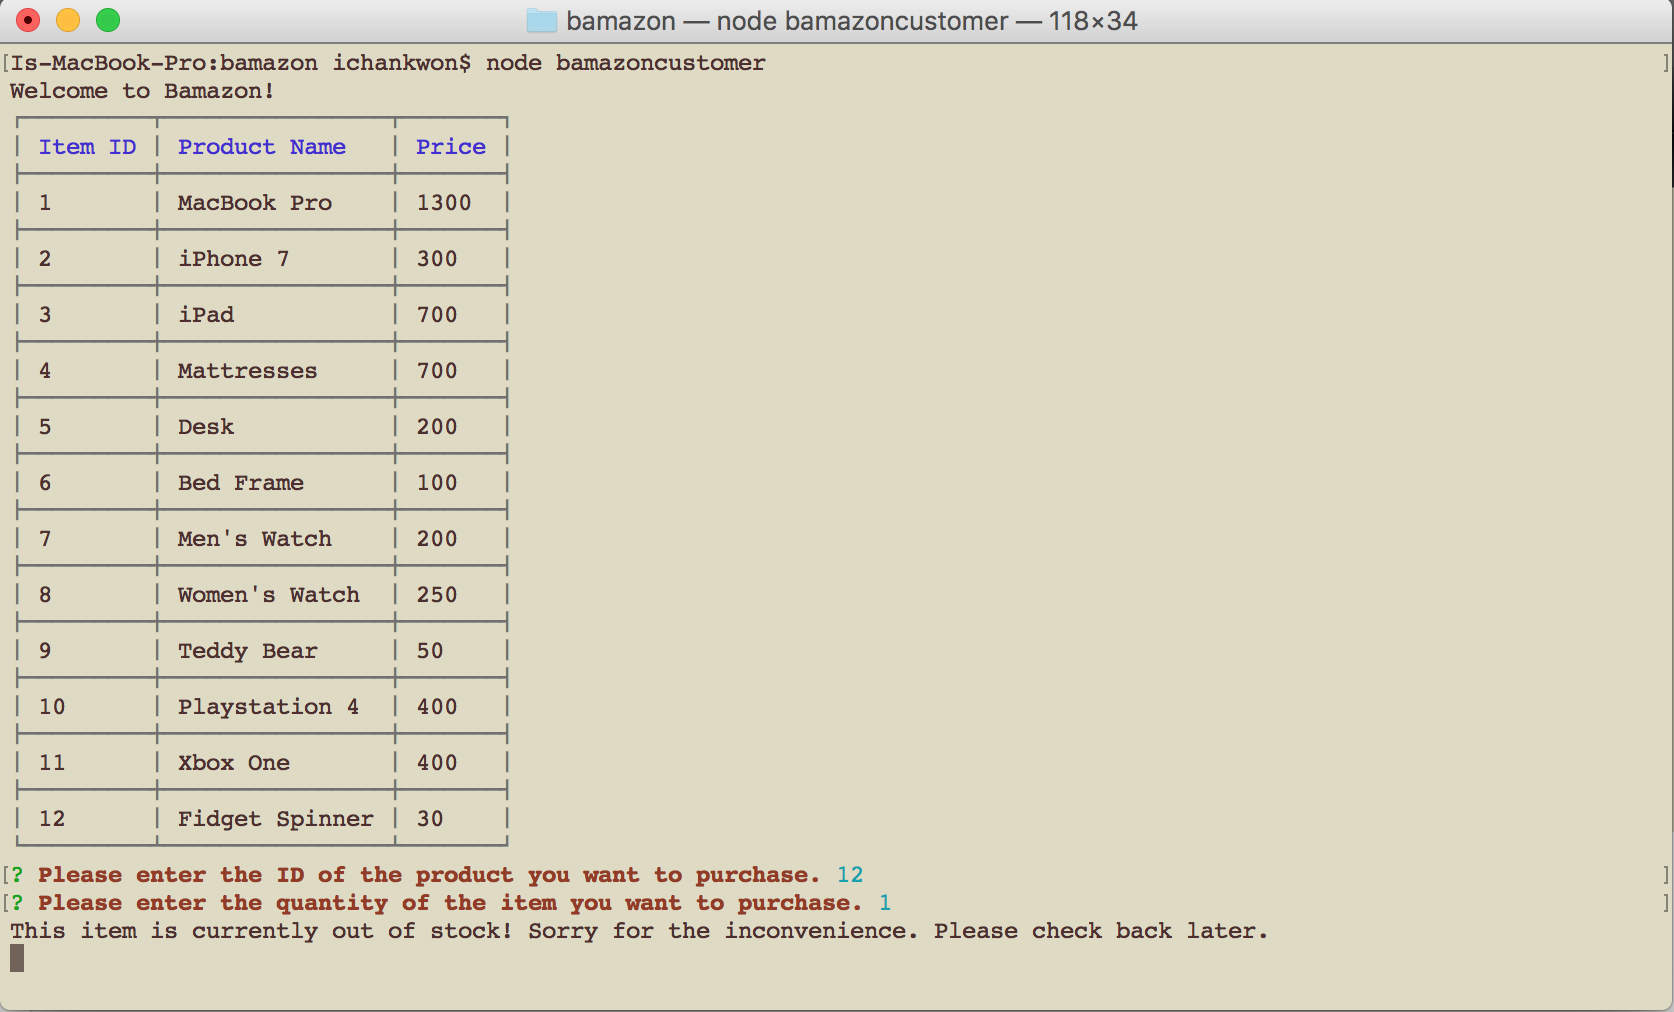 bamazon — node bamazoncustomer — 118×34
[Is-MacBook-Pro:bamazon ichankwon$ node bamazoncustomer ]
Welcome to Bamazon!
Item ID Product Name Price
1 MacBook Pro 1300
2 iPhone 7 300
3 iPad 700
4 Mattresses 700
5 Desk 200
6 Bed Frame 100
7 Men's Watch 200
8 Women's Watch 250
9 Teddy Bear 50
10 Playstation 4 400
11 Xbox One 400
12 Fidget Spinner 30
[? Please enter the ID of the product you want to purchase. 12 ]
[? Please enter the quantity of the item you want to purchase. 1 ]
This item is currently out of stock! Sorry for the inconvenience. Please check back later.